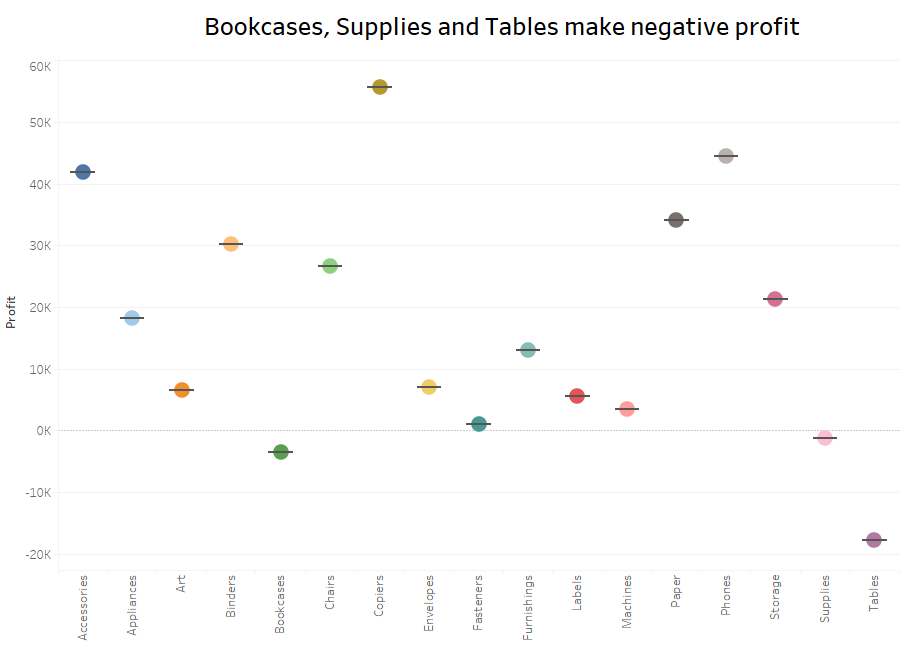 Bookcases, Supplies and Tables make negative profit
60K
50K
40K
30K
20K
10K
0K
-10K
-20K
Profit
Accessories
Appliances
Art
Binders
Bookcases
Chairs
Copiers
Envelopes
Fasteners
Furnishings
Labels
Machines
Paper
Phones
Storage
Supplies
Tables